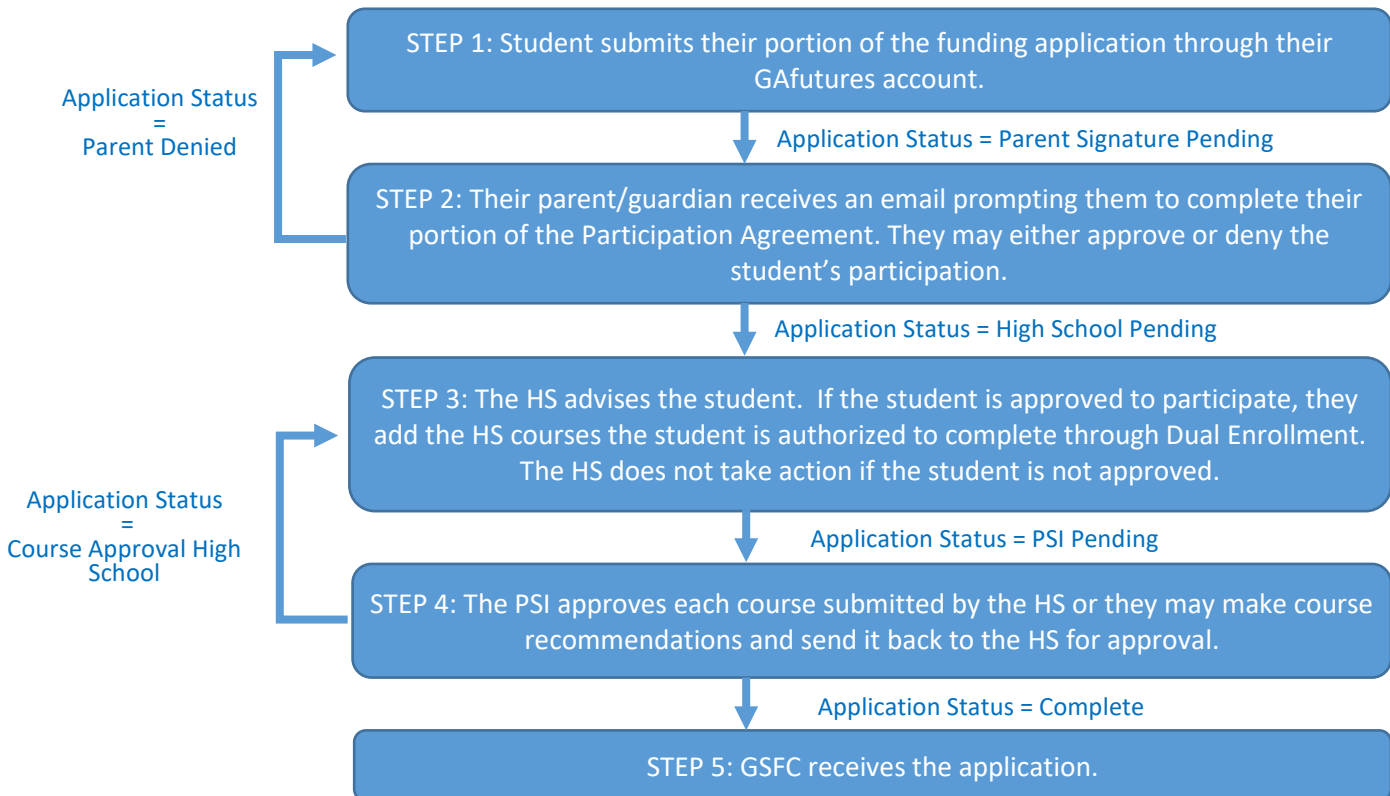 STEP 1: Student submits their portion of the funding application through their
GAfutures account.
Application Status
=
Parent Denied
Application Status = Parent Signature Pending
STEP 2: Their parent/guardian receives an email prompting them to complete their
portion of the Participation Agreement. They may either approve or deny the
student’s participation.
Application Status = High School Pending
STEP 3: The HS advises the student.  If the student is approved to participate, they
add the HS courses the student is authorized to complete through Dual Enrollment.
The HS does not take action if the student is not approved.
Application Status
=
Course Approval High
School
Application Status = PSI Pending
STEP 4: The PSI approves each course submitted by the HS or they may make course
recommendations and send it back to the HS for approval.
Application Status = Complete
STEP 5: GSFC receives the application.